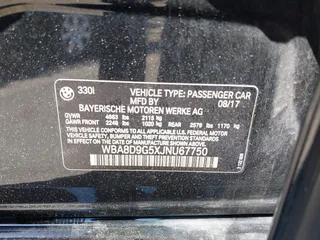 330i
VEHICLE TYPE: PASSENGER CAR
MFD BY 08/17
BAYERISCHE MOTOREN WERKE AG
GVWR 4663 LBS 2115 kg
GAWR FRONT 2248 LBS 1020 kg REAR 2579 LBS 1170 kg
THIS VEHICLE CONFORMS TO ALL APPLICABLE
FEDERAL MOTOR VEHICLE SAFETY, BUMPER,
AND THEFT PREVENTION STANDARDS IN EFFECT
ON THE DATE OF MANUFACTURE SHOWN ABOVE.
WBA8D9G5XJNU67750